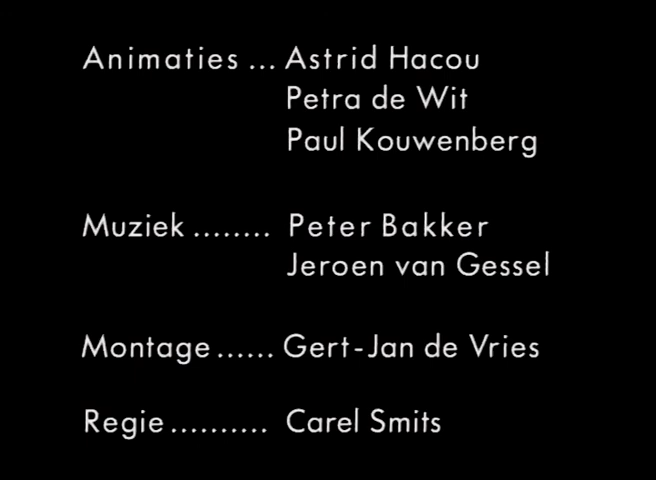 Animaties ... Astrid Hacou
Petra de Wit
Paul Kouwenberg
Muziek ........ Peter Bakker
Jeroen van Gessel
Montage ...... Gert-Jan de Vries
Regie .......... Carel Smits